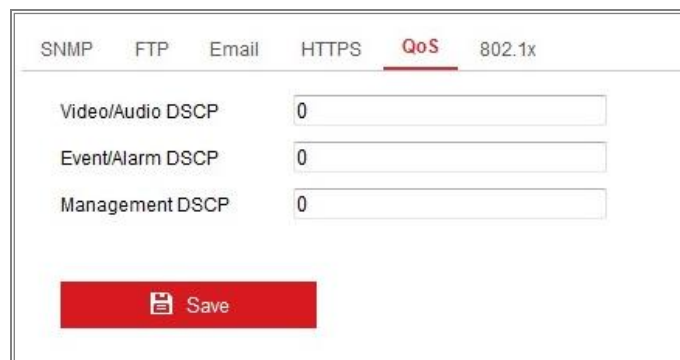 SNMP FTP Email HTTPS QoS 802.1x
Video/Audio DSCP 0
Event/Alarm DSCP 0
Management DSCP 0
Save